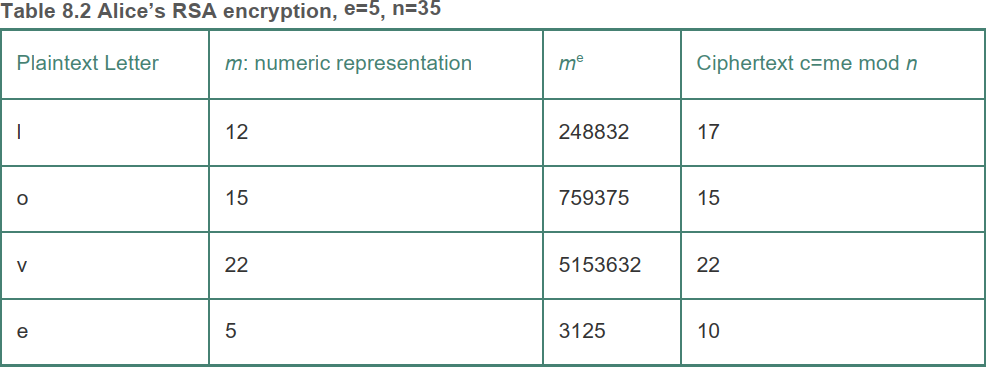 Table 8.2 Alice’s RSA encryption, e=5, n=35
Plaintext Letter m: numeric representation mᵉ Ciphertext c=me mod n
l 12 248832 17
o 15 759375 15
v 22 5153632 22
e 5 3125 10